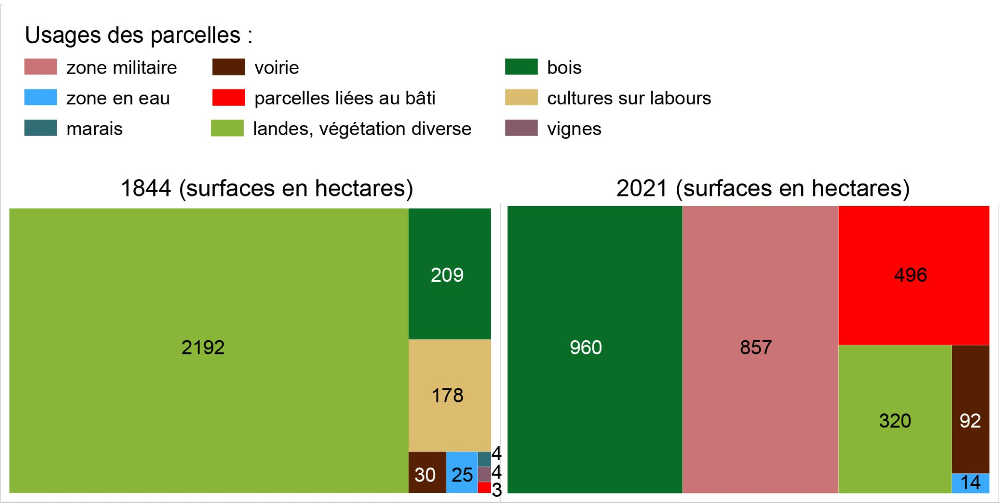 Usages des parcelles :
zone militaire
voirie
bois
zone en eau
parcelles liées au bâti
cultures sur labours
marais
landes, végétation diverse
vignes
1844 (surfaces en hectares)
2192
209
178
30
25
4
4
3
2021 (surfaces en hectares)
960
857
496
320
92
14